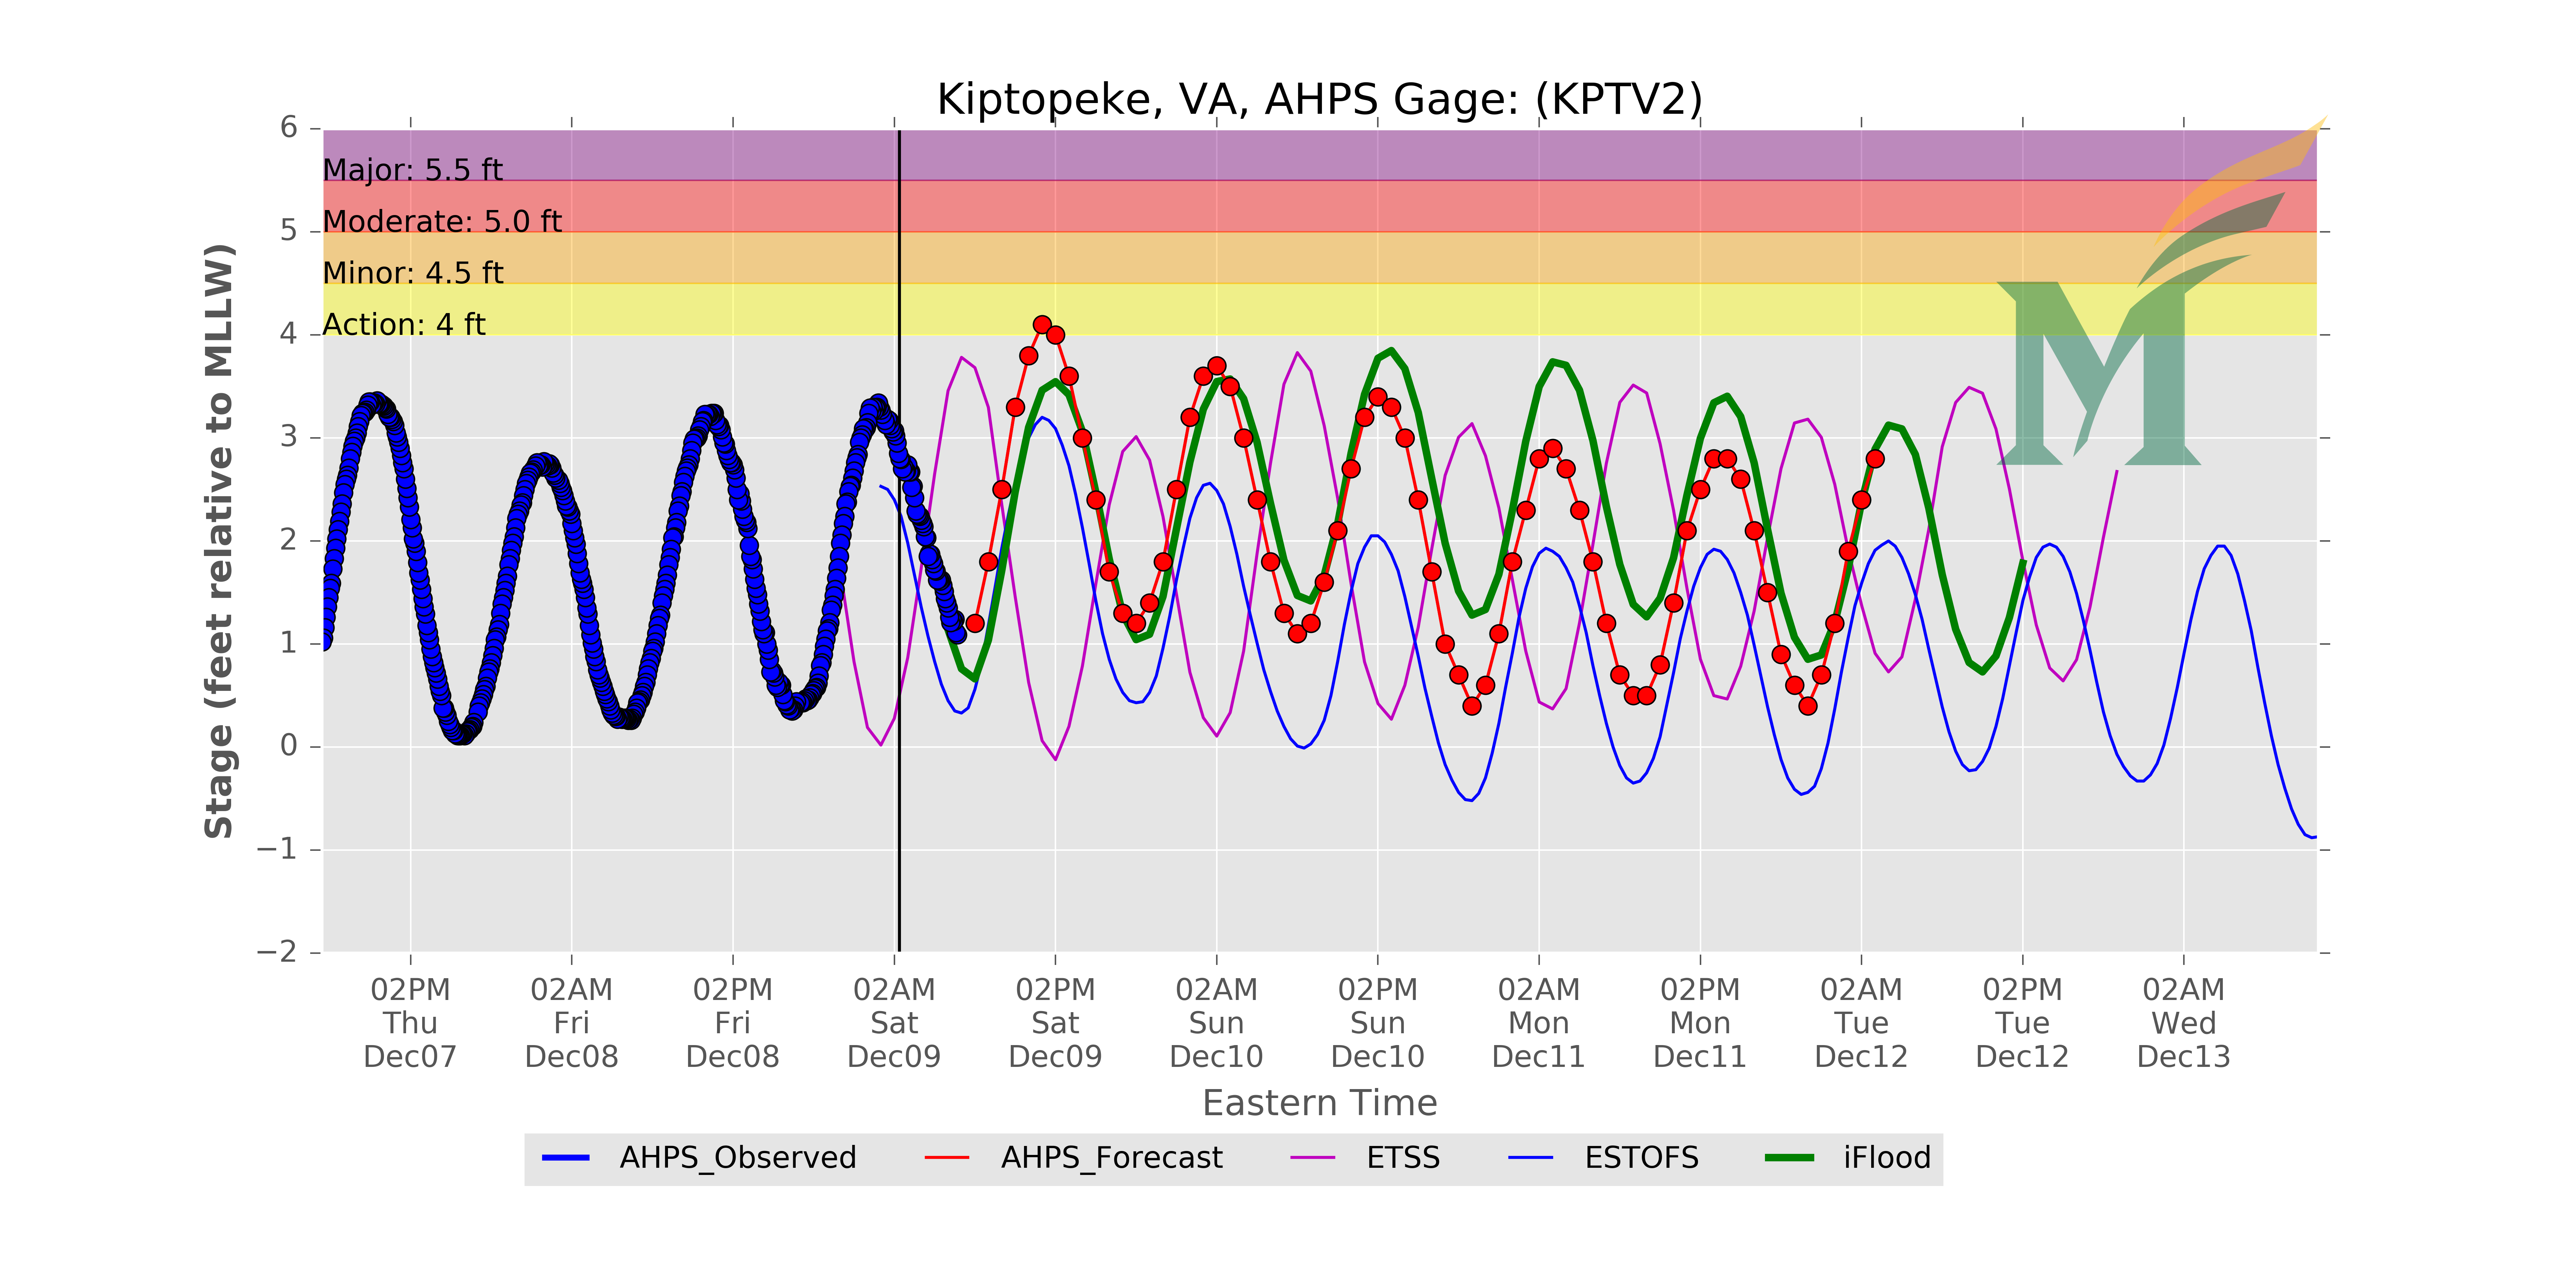 Kiptopeke, VA, AHPS Gage: (KPTV2)
6
5
4
3
2
1
0
−1
−2
Stage (feet relative to MLLW)
Major: 5.5 ft
Moderate: 5.0 ft
Minor: 4.5 ft
Action: 4 ft
M
02PM 02AM 02PM 02AM 02PM 02AM 02PM 02AM 02PM 02AM 02PM 02AM
Thu Fri Fri Sat Sat Sun Sun Mon Mon Tue Tue Wed
Dec07 Dec08 Dec08 Dec09 Dec09 Dec10 Dec10 Dec11 Dec11 Dec12 Dec12 Dec13
Eastern Time
AHPS_Observed AHPS_Forecast ETSS ESTOFS iFlood